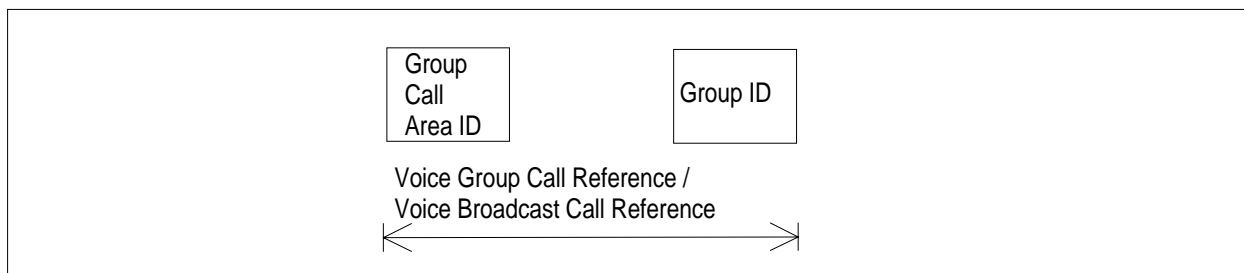 Group
Call
Area ID
Group ID
Voice Group Call Reference /
Voice Broadcast Call Reference